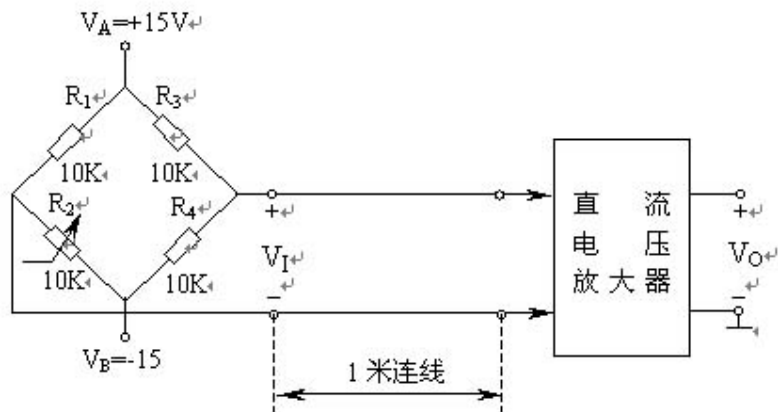 VA=+15V↵
R1↵
R3↵
10K↵
10K↵
R2↵
R4↵
10K↵
10K↵
+↵
VI↵
−↵
VB=-15
1 米连线
直 流
电 压
放大器
+↵
VO↵
−↵